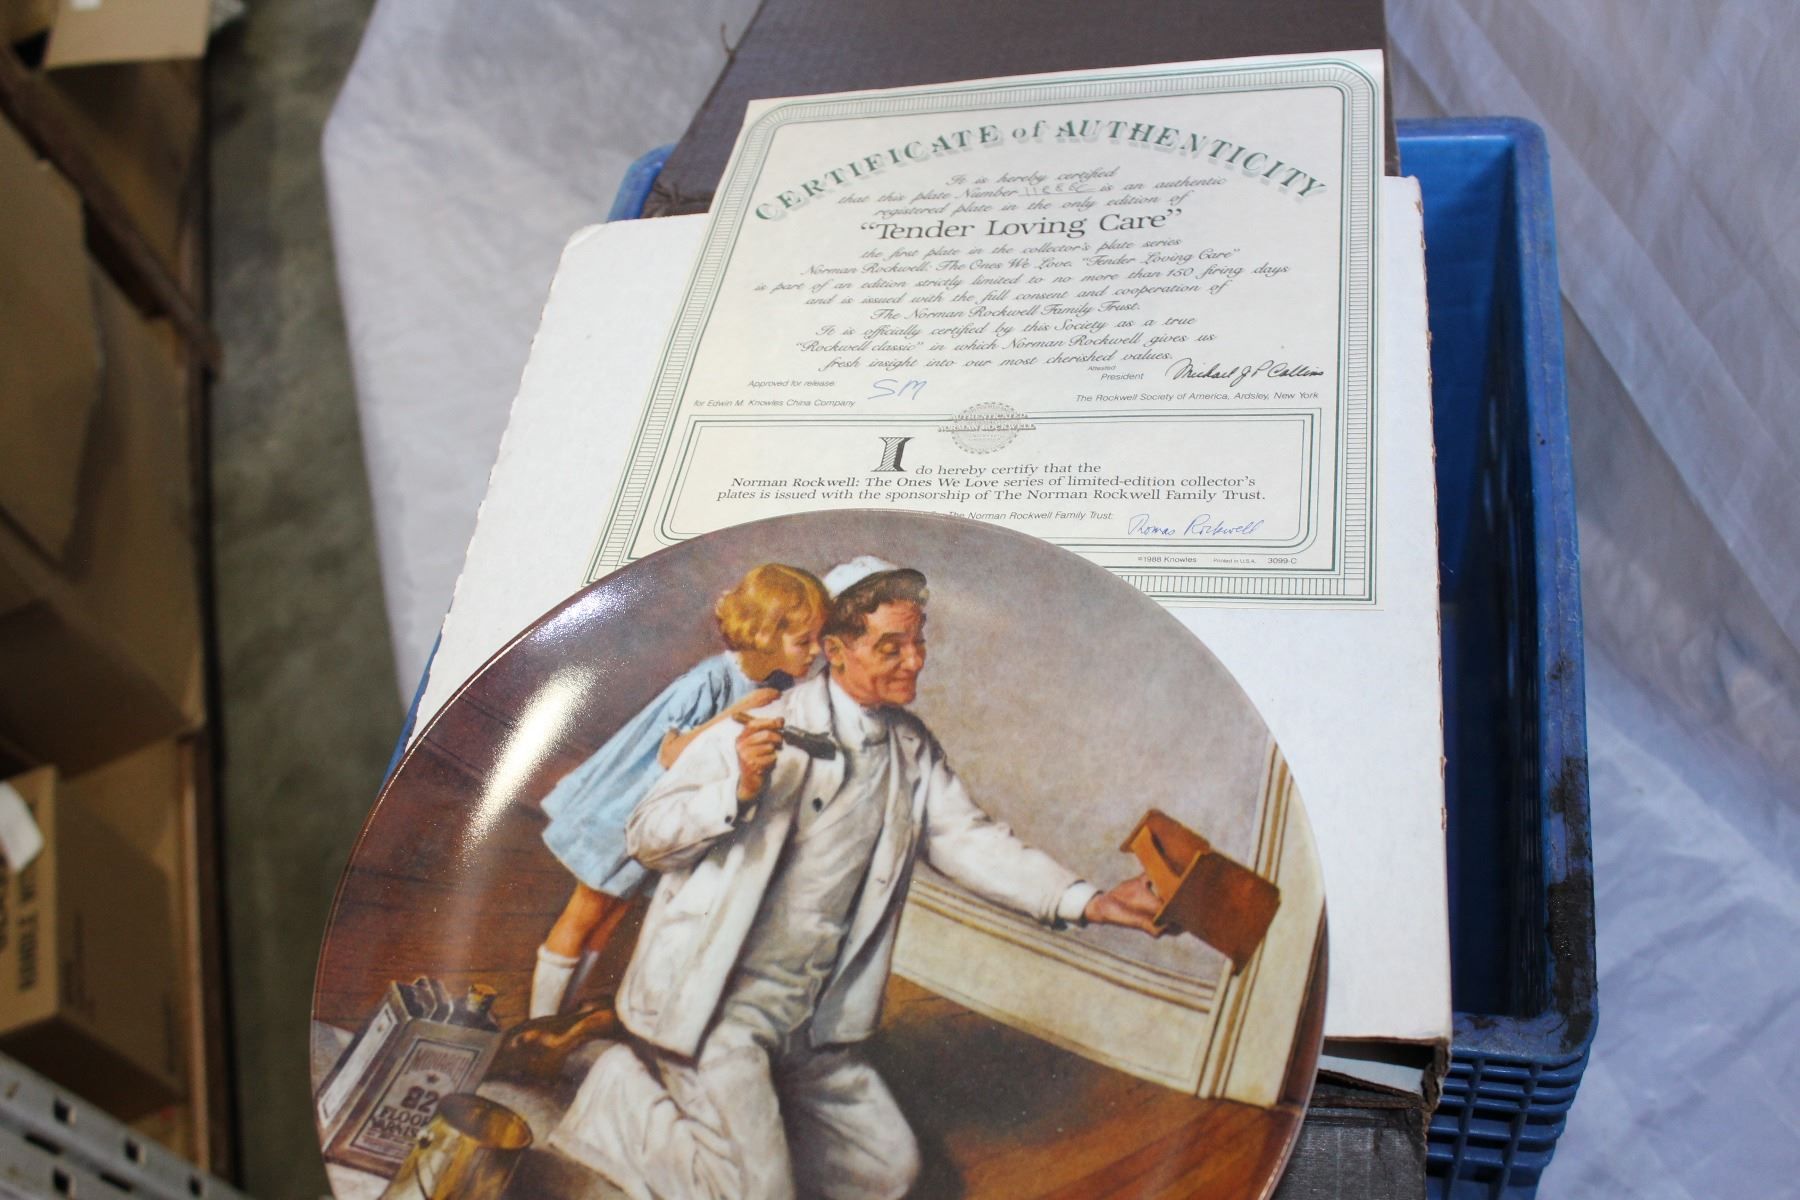 CERTIFICATE of AUTHENTICITY
It is hereby certified
that this plate Number is an authentic
registered plate in the only edition of
“Tender Loving Care”
the first plate in the collector's plate series
Norman Rockwell: The Ones We Love. “Tender Loving Care”
is part of an edition strictly limited to no more than 150 firing days
and is issued with the full consent and cooperation of
The Norman Rockwell Family Trust.
It is officially certified by this Society as a true
“Rockwell classic” in which Norman Rockwell gives us
fresh insight into our most cherished values.
Approved for release:
SM
for Edwin M. Knowles China Company
Attested
President
Michael J P Collins
The Rockwell Society of America, Ardsley, New York
AUTHENTICATED
NORMAN ROCKWELL
I do hereby certify that the
Norman Rockwell: The Ones We Love series of limited-edition collector's
plates is issued with the sponsorship of The Norman Rockwell Family Trust.
The Norman Rockwell Family Trust:
Thomas Rockwell
©1988 Knowles Printed in U.S.A. 3099-C
82
FLOOR